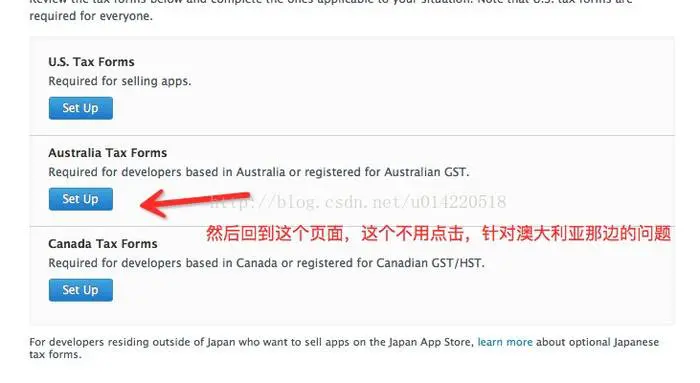 Review the tax forms below and complete the ones applicable to your situation. Note that U.S. tax forms are
required for everyone.
U.S. Tax Forms
Required for selling apps.
Set Up
Australia Tax Forms
Required for developers based in Australia or registered for Australian GST.
Set Up
http://blog.csdn.net/u014220518
然后回到这个页面，这个不用点击，针对澳大利亚那边的问题
Canada Tax Forms
Required for developers based in Canada or registered for Canadian GST/HST.
Set Up
For developers residing outside of Japan who want to sell apps on the Japan App Store, learn more about optional Japanese
tax forms.